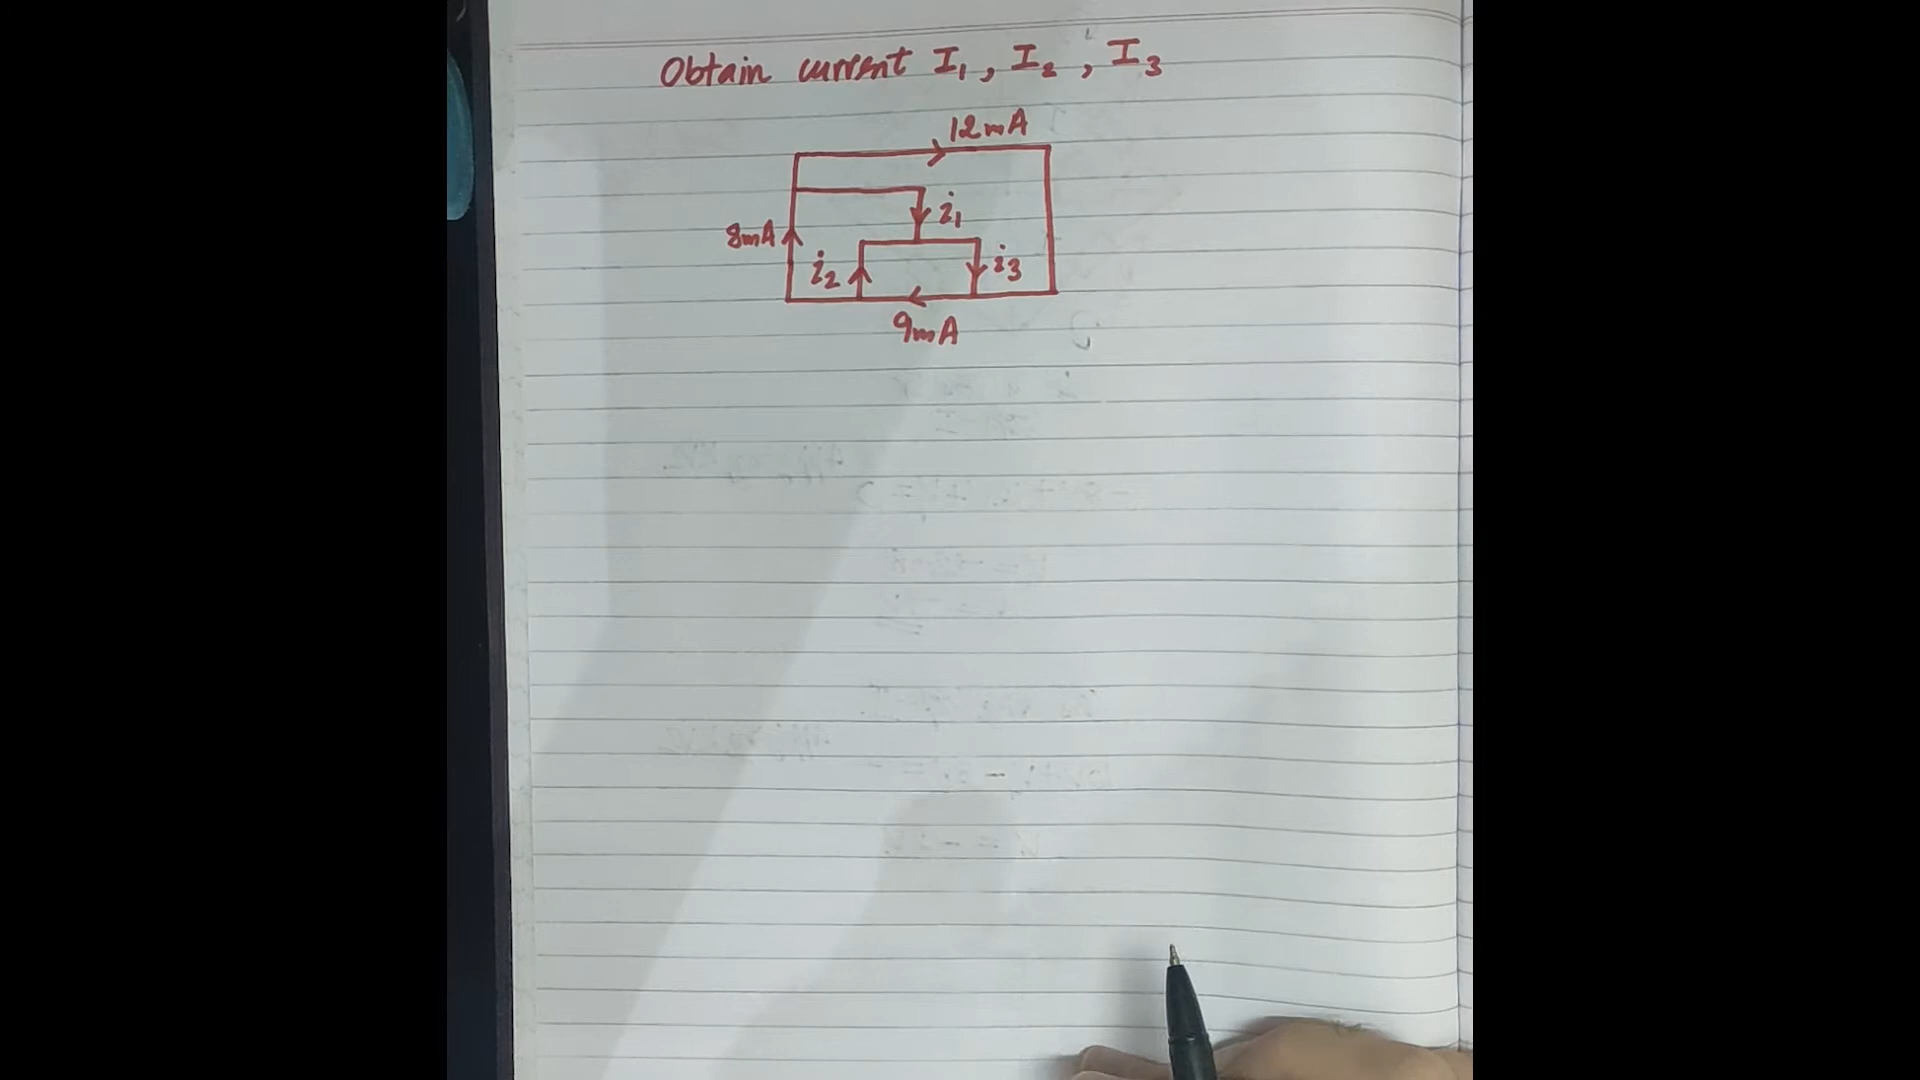 Obtain current I1, I2, I3
12mA
i1
8mA
i2
i3
9mA